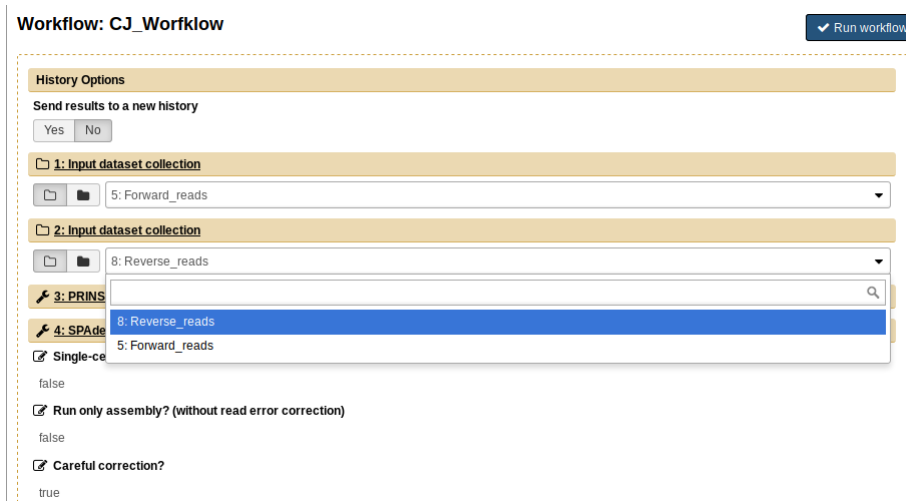 Workflow: CJ_Worfklow
Run workflow
History Options
Send results to a new history
Yes No
1: Input dataset collection
5: Forward_reads
2: Input dataset collection
8: Reverse_reads
3: PRINS
8: Reverse_reads
4: SPAde
5: Forward_reads
Single-ce
false
Run only assembly? (without read error correction)
false
Careful correction?
true